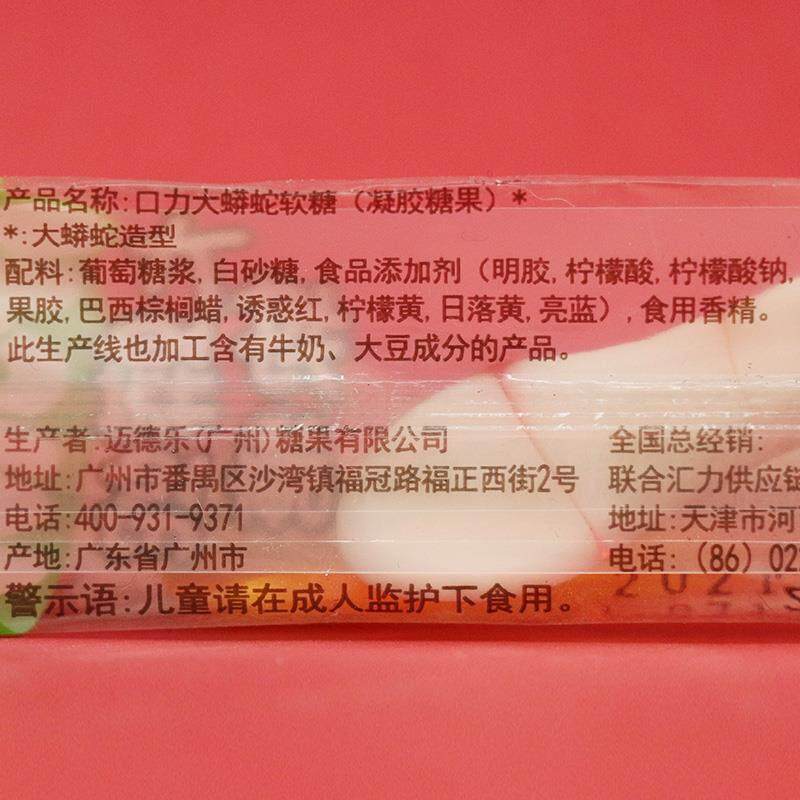 产品名称:口力大蟒蛇软糖（凝胶糖果）*
*:大蟒蛇造型
配料:葡萄糖浆,白砂糖,食品添加剂（明胶,柠檬酸,柠檬酸钠,
果胶,巴西棕榈蜡,诱惑红,柠檬黄,日落黄,亮蓝）,食用香精。
此生产线也加工含有牛奶、大豆成分的产品。
生产者:迈德乐(广州)糖果有限公司
地址:广州市番禺区沙湾镇福冠路福正西街2号
电话:400-931-9371
产地:广东省广州市
警示语:儿童请在成人监护下食用。
全国总经销:
联合汇力供应链
地址:天津市河
电话:（86）022